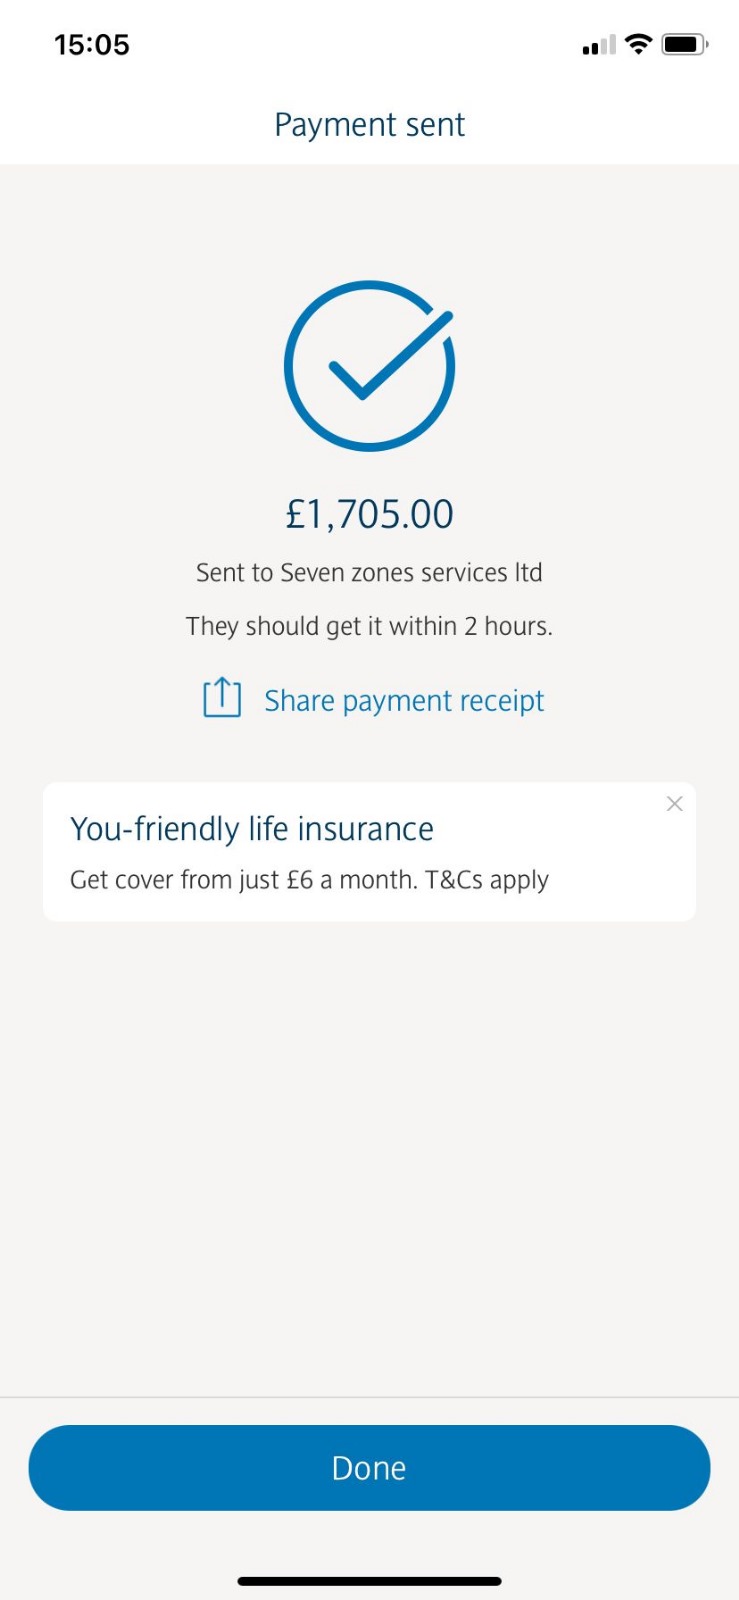 15:05
Payment sent
£1,705.00
Sent to Seven zones services ltd
They should get it within 2 hours.
Share payment receipt
You-friendly life insurance
Get cover from just £6 a month. T&Cs apply
Done